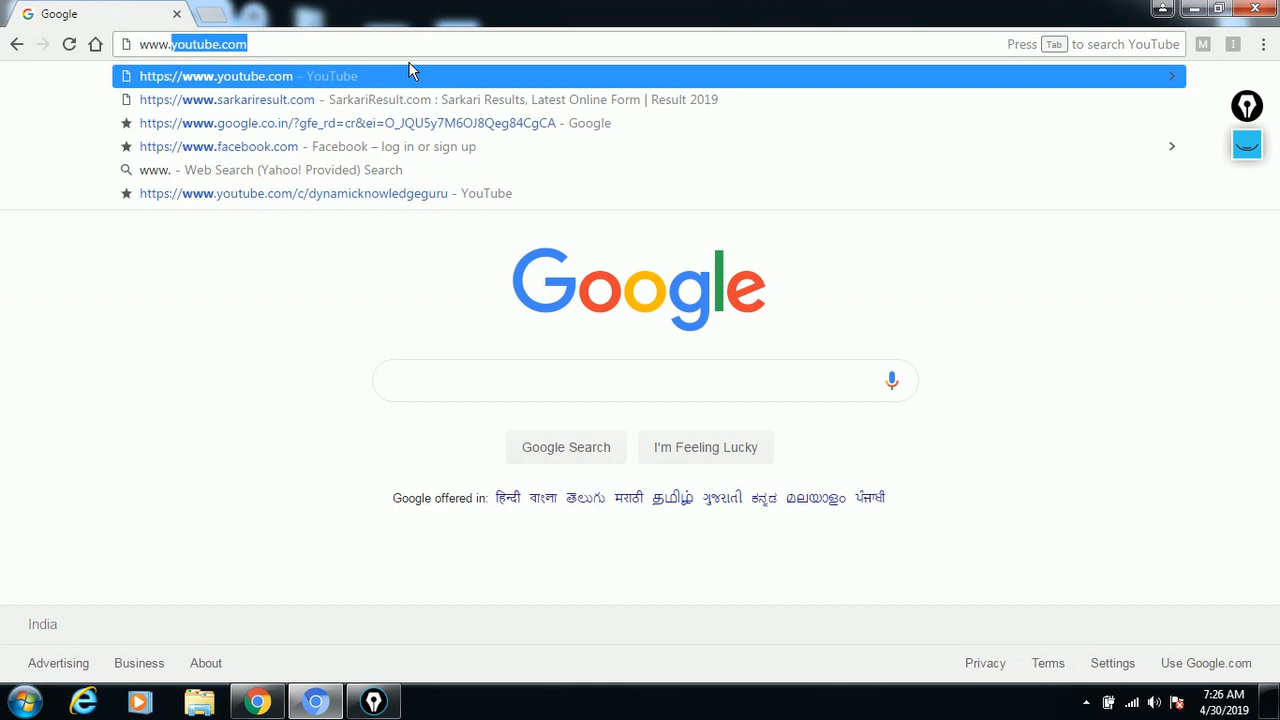 Google
www.youtube.com
Press Tab to search YouTube
M
I
https://www.youtube.com - YouTube
https://www.sarkariresult.com - SarkariResult.com : Sarkari Results, Latest Online Form | Result 2019
https://www.google.co.in/?gfe_rd=cr&ei=O_JQU5y7M6OJ8Qeg84CgCA - Google
https://www.facebook.com - Facebook – log in or sign up
www. - Web Search (Yahoo! Provided) Search
https://www.youtube.com/c/dynamicknowledgeguru - YouTube
Google
Google Search
I'm Feeling Lucky
Google offered in: हिन्दी বাংলা తెలుగు मराठी தமிழ் ગુજરાતી ಕನ್ನಡ മലയാളം ਪੰਜਾਬੀ
India
Advertising Business About
Privacy Terms Settings Use Google.com
7:26 AM
4/30/2019